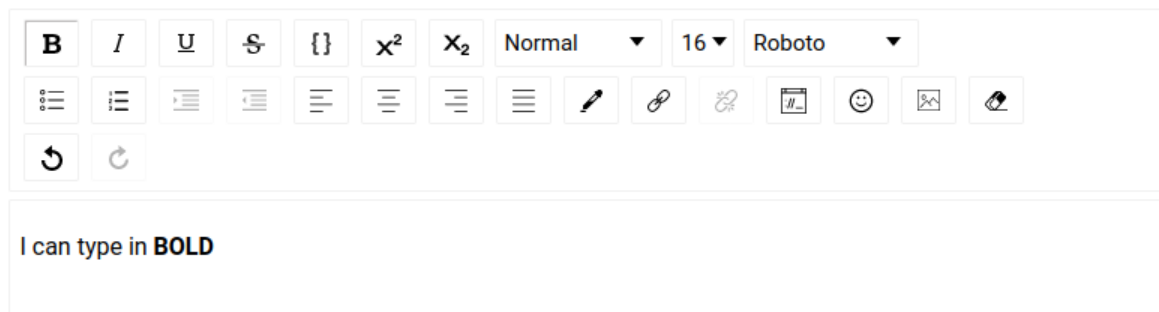 B I U S {} x² x₂ Normal 16 Roboto
I can type in BOLD